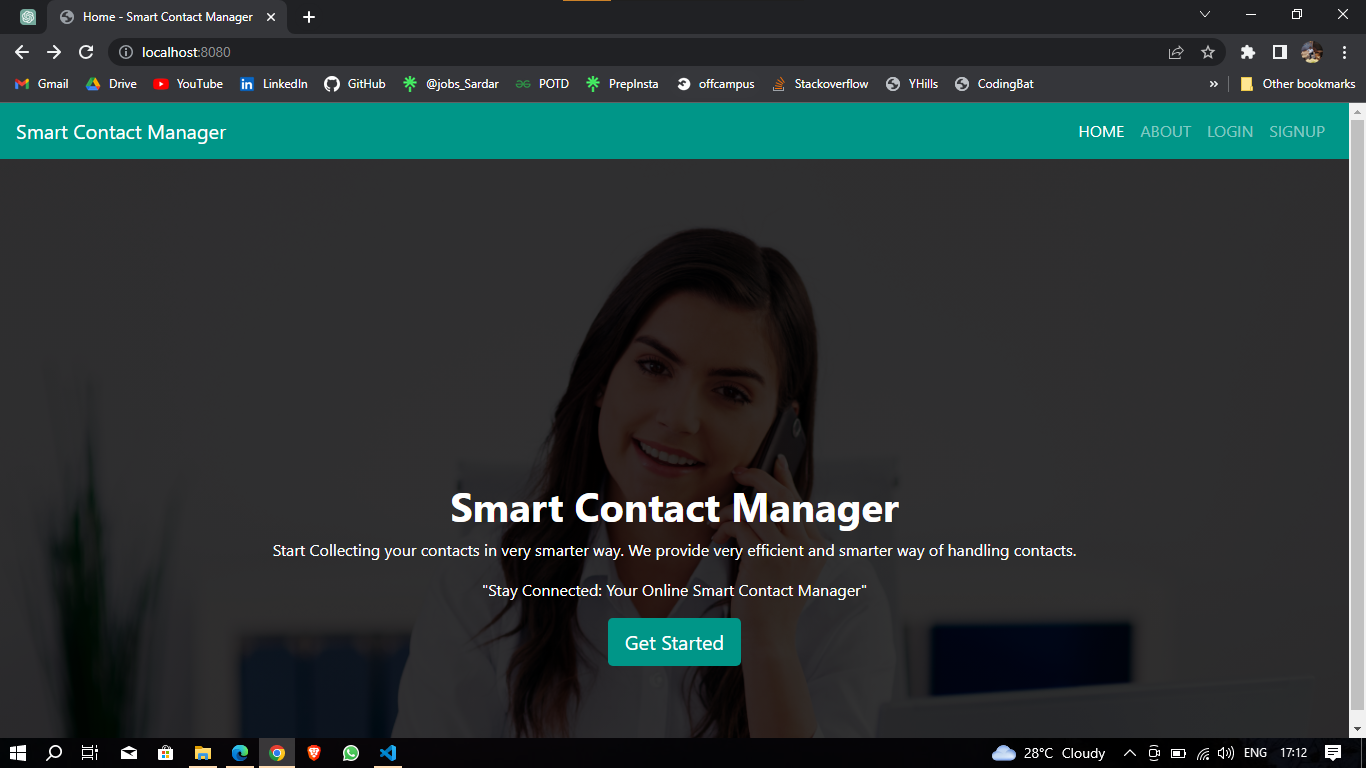 Home - Smart Contact Manager
localhost:8080
Gmail Drive YouTube LinkedIn GitHub @jobs_Sardar POTD PrepInsta offcampus Stackoverflow YHills CodingBat » Other bookmarks
Smart Contact Manager HOME ABOUT LOGIN SIGNUP
Smart Contact Manager
Start Collecting your contacts in very smarter way. We provide very efficient and smarter way of handling contacts.
"Stay Connected: Your Online Smart Contact Manager"
Get Started
28°C Cloudy ENG 17:12